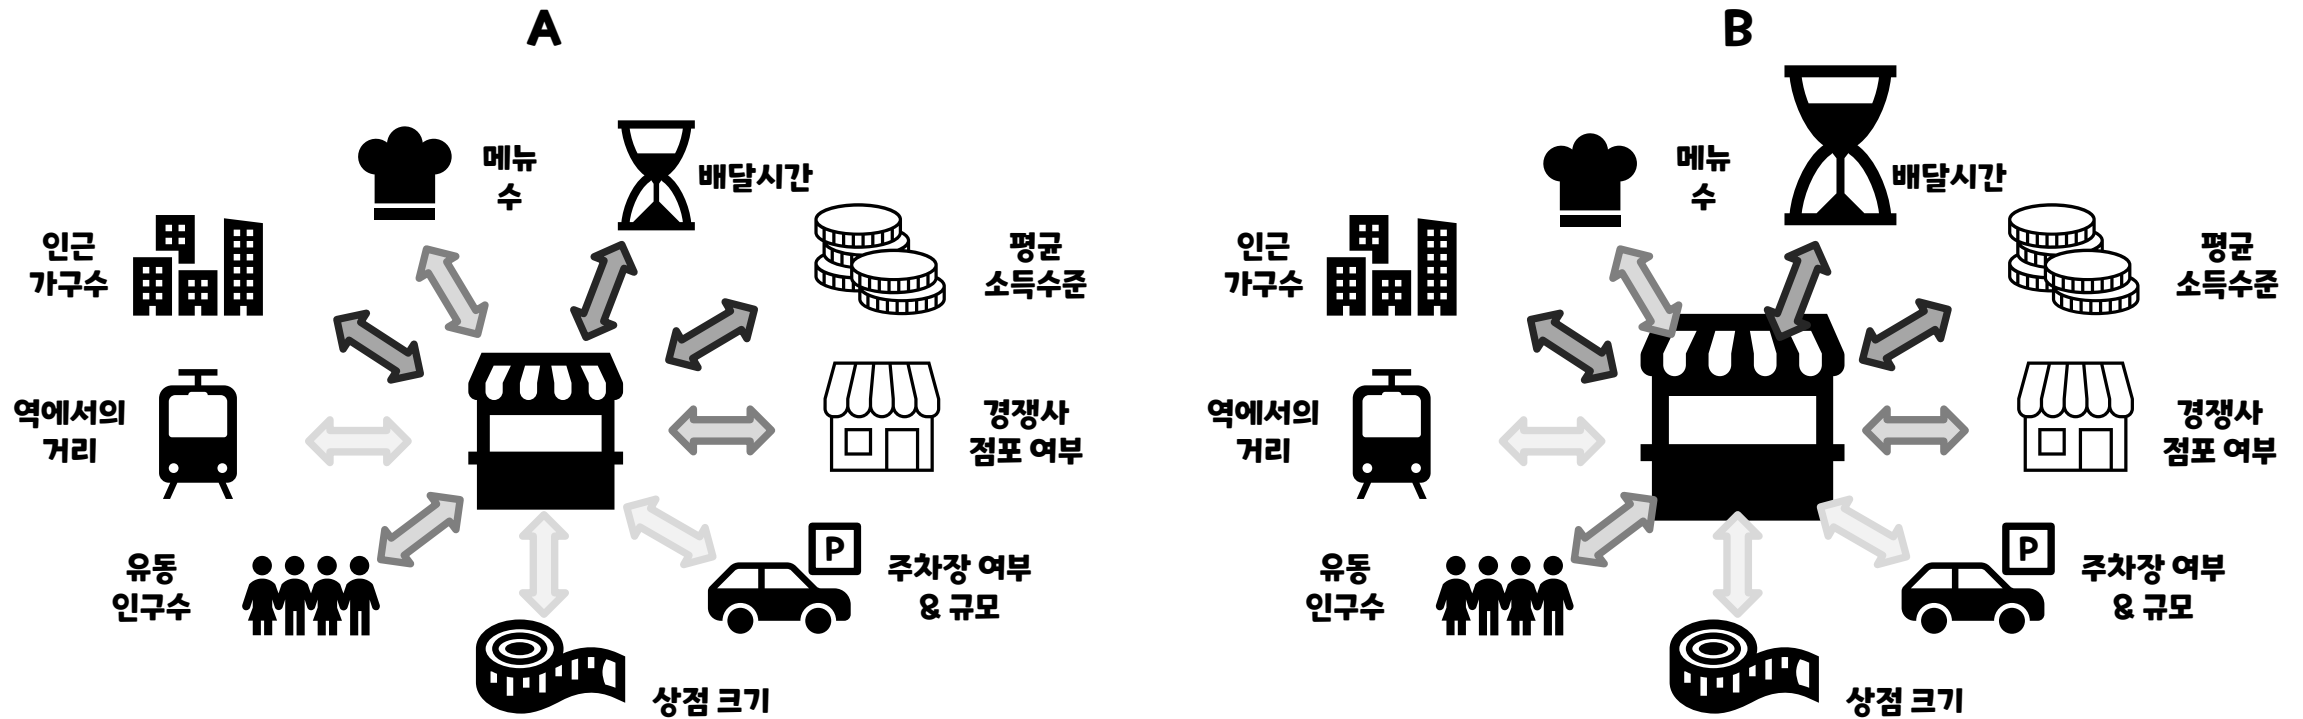 A
메뉴
수
배달시간
인근
가구수
평균
소득수준
역에서의
거리
경쟁사
점포 여부
유동
인구수
P
주차장 여부
& 규모
상점 크기
B
메뉴
수
배달시간
인근
가구수
평균
소득수준
역에서의
거리
경쟁사
점포 여부
유동
인구수
P
주차장 여부
& 규모
상점 크기